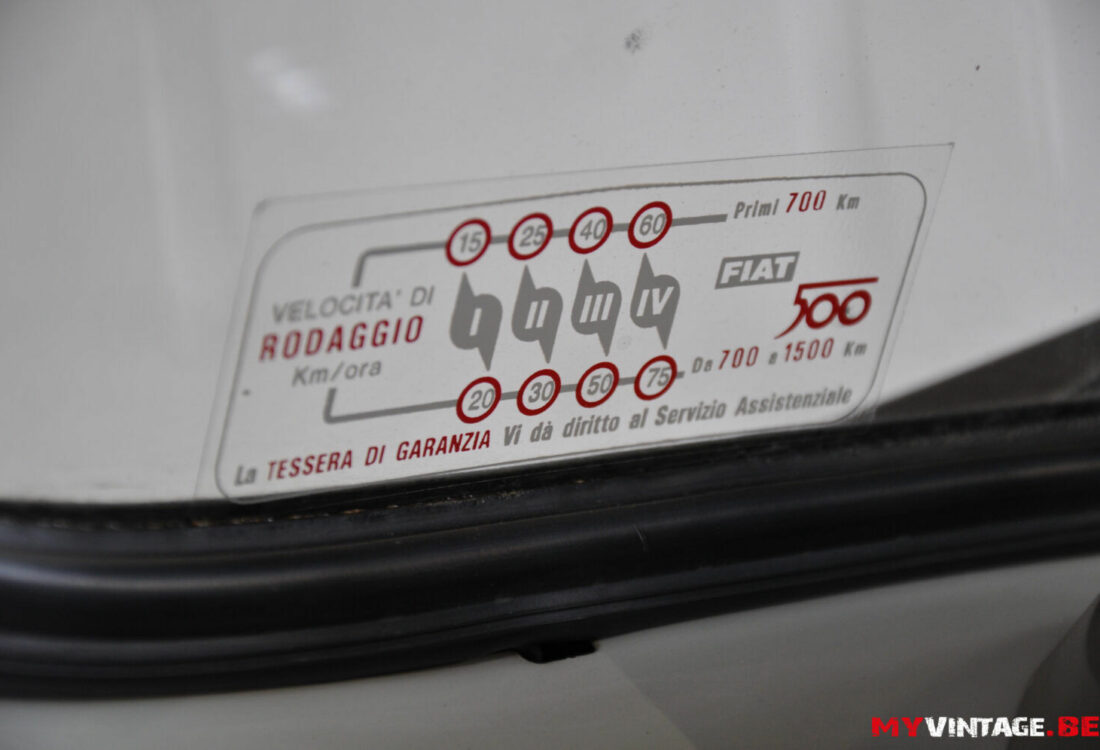 15 25 40 60 Primi 700 Km
VELOCITA' DI
RODAGGIO
Km/ora
I II III IV
FIAT
500
20 30 50 75 Da 700 a 1500 Km
La TESSERA DI GARANZIA Vi dà diritto al Servizio Assistenziale
MYVINTAGE.BE